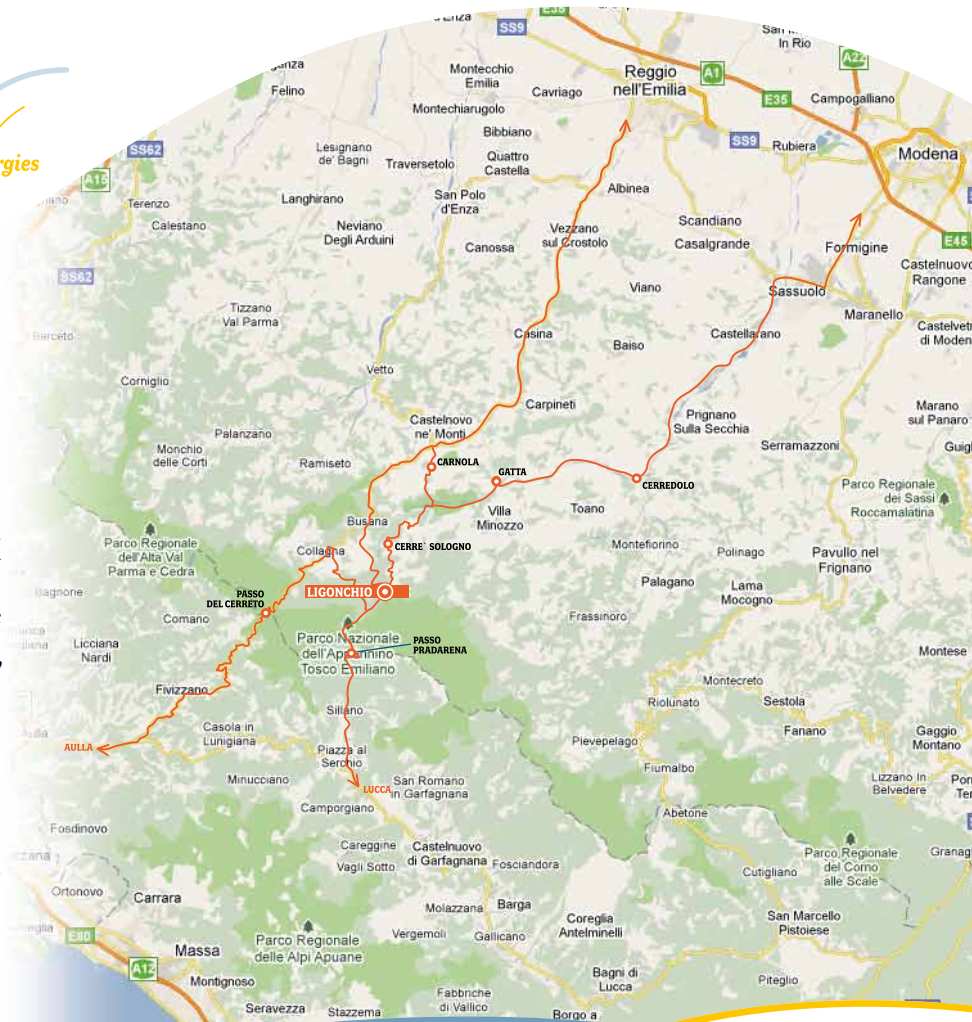 SS9
E35
In Rio
A22
Reggio
nell'Emilia
A1
E35
Campogalliano
Montecchio
Emilia
Cavriago
Felino
Montechiarugolo
Bibbiano
SS9
Rubiera
Modena
rgies
SS62
A15
Lesignano
de' Bagni
Traversetolo
Quattro
Castella
Terenzo
Langhirano
San Polo
d'Enza
Albinea
Calestano
Neviano
Degli Arduini
Canossa
Vezzano
sul Crostolo
Scandiano
Casalgrande
Formigine
E45
Castelnuovo
Rangone
SS62
Viano
Sassuolo
Maranello
Tizzano
Val Parma
Berceto
Casina
Baiso
Castellarano
Castelvet
di Moden
Vetto
Corniglio
Carpineti
Castelnovo
ne' Monti
Prignano
Sulla Secchia
Marano
sul Panaro
Palanzano
Monchio
delle Corti
Ramiseto
CARNOLA
GATTA
CERREDOLO
Serramazzoni
Guigl
Parco Regionale
dei Sassi
Roccamalatina
Villa
Minozzo
Toano
Busana
Parco Regionale
dell'Alta Val
Parma e Cedra
Collagna
CERRE` SOLOGNO
Montefiorino
Polinago
Pavullo nel
Frignano
Bagnone
PASSO
DEL CERRETO
LIGONCHIO
Palagano
Lama
Mocogno
Comano
Frassinoro
Licciana
Nardi
Parco Nazionale
dell'Appennino
Tosco Emiliano
PASSO
PRADARENA
Montese
Fivizzano
Montecreto
Sillano
Riolunato
Sestola
Casola in
Lunigiana
Fanano
Gaggio
Montano
AULLA
Piazza al
Serchio
Pievepelago
Minucciano
LUCCA
San Romano
in Garfagnana
Fiumalbo
Lizzano In
Belvedere
Camporgiano
Abetone
Fosdinovo
Careggine
Castelnuovo
di Garfagnana
Vagli Sotto
Fosciandora
Parco Regionale
del Corno
alle Scale
Granag
Cutigliano
Ortonovo
Carrara
Molazzana
Barga
Coreglia
Antelminelli
San Marcello
Pistoiese
E80
Massa
Parco Regionale
delle Alpi Apuane
Vergemoli
Gallicano
A12
Montignoso
Bagni di
Lucca
Piteglio
Fabbriche
di Vallico
Seravezza
Stazzema
Borgo a